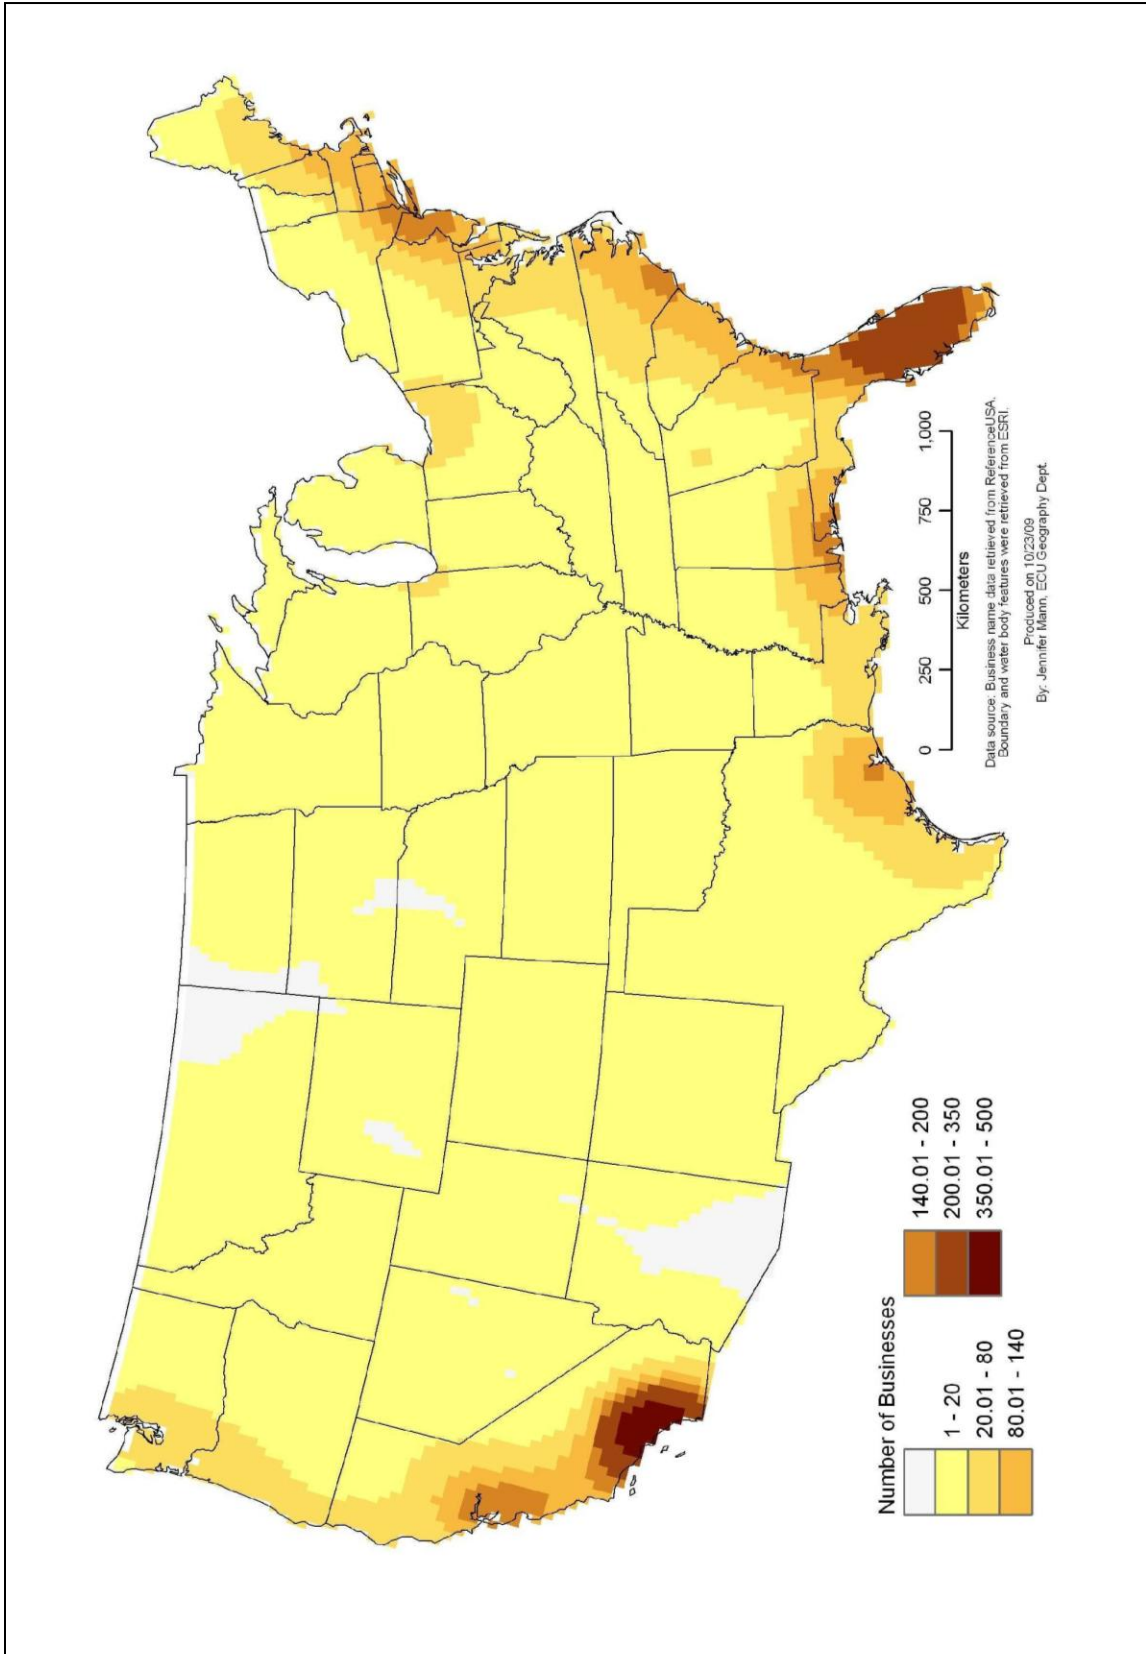 Number of Businesses
1 - 20
20.01 - 80
80.01 - 140
140.01 - 200
200.01 - 350
350.01 - 500
0 250 500 750 1,000
Kilometers
Data source: Business name data retrieved from ReferenceUSA.
Boundary and water body features were retrieved from ESRI.
Produced on 10/23/09
By: Jennifer Mann, ECU Geography Dept.